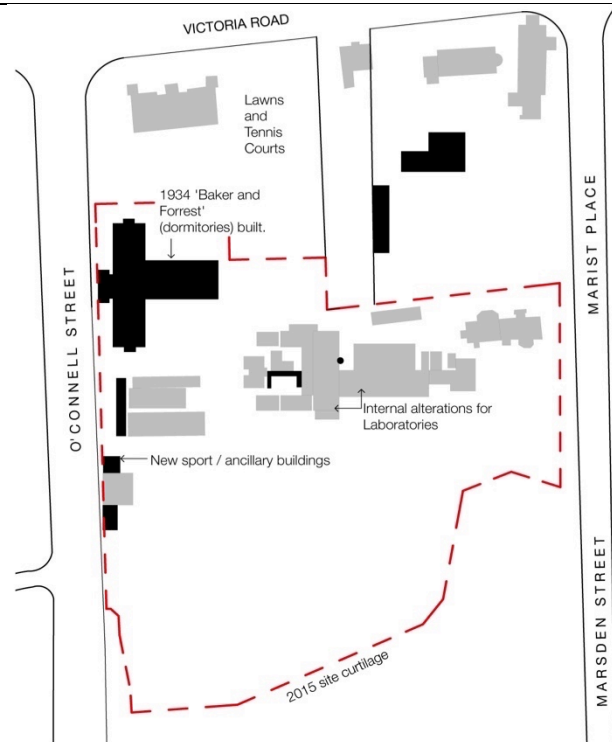 VICTORIA ROAD
Lawns
and
Tennis
Courts
1934 'Baker and
Forrest'
(dormitories) built.
MARIST PLACE
O'CONNELL STREET
Internal alterations for
Laboratories
New sport / ancillary buildings
2015 site curtilage
MARSDEN STREET